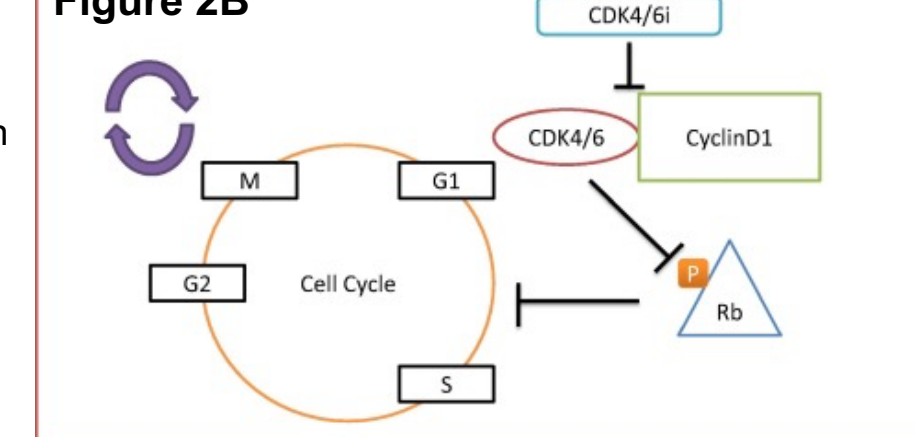 Figure 2B
CDK4/6i
CDK4/6
CyclinD1
M
G1
P
G2
Cell Cycle
Rb
S